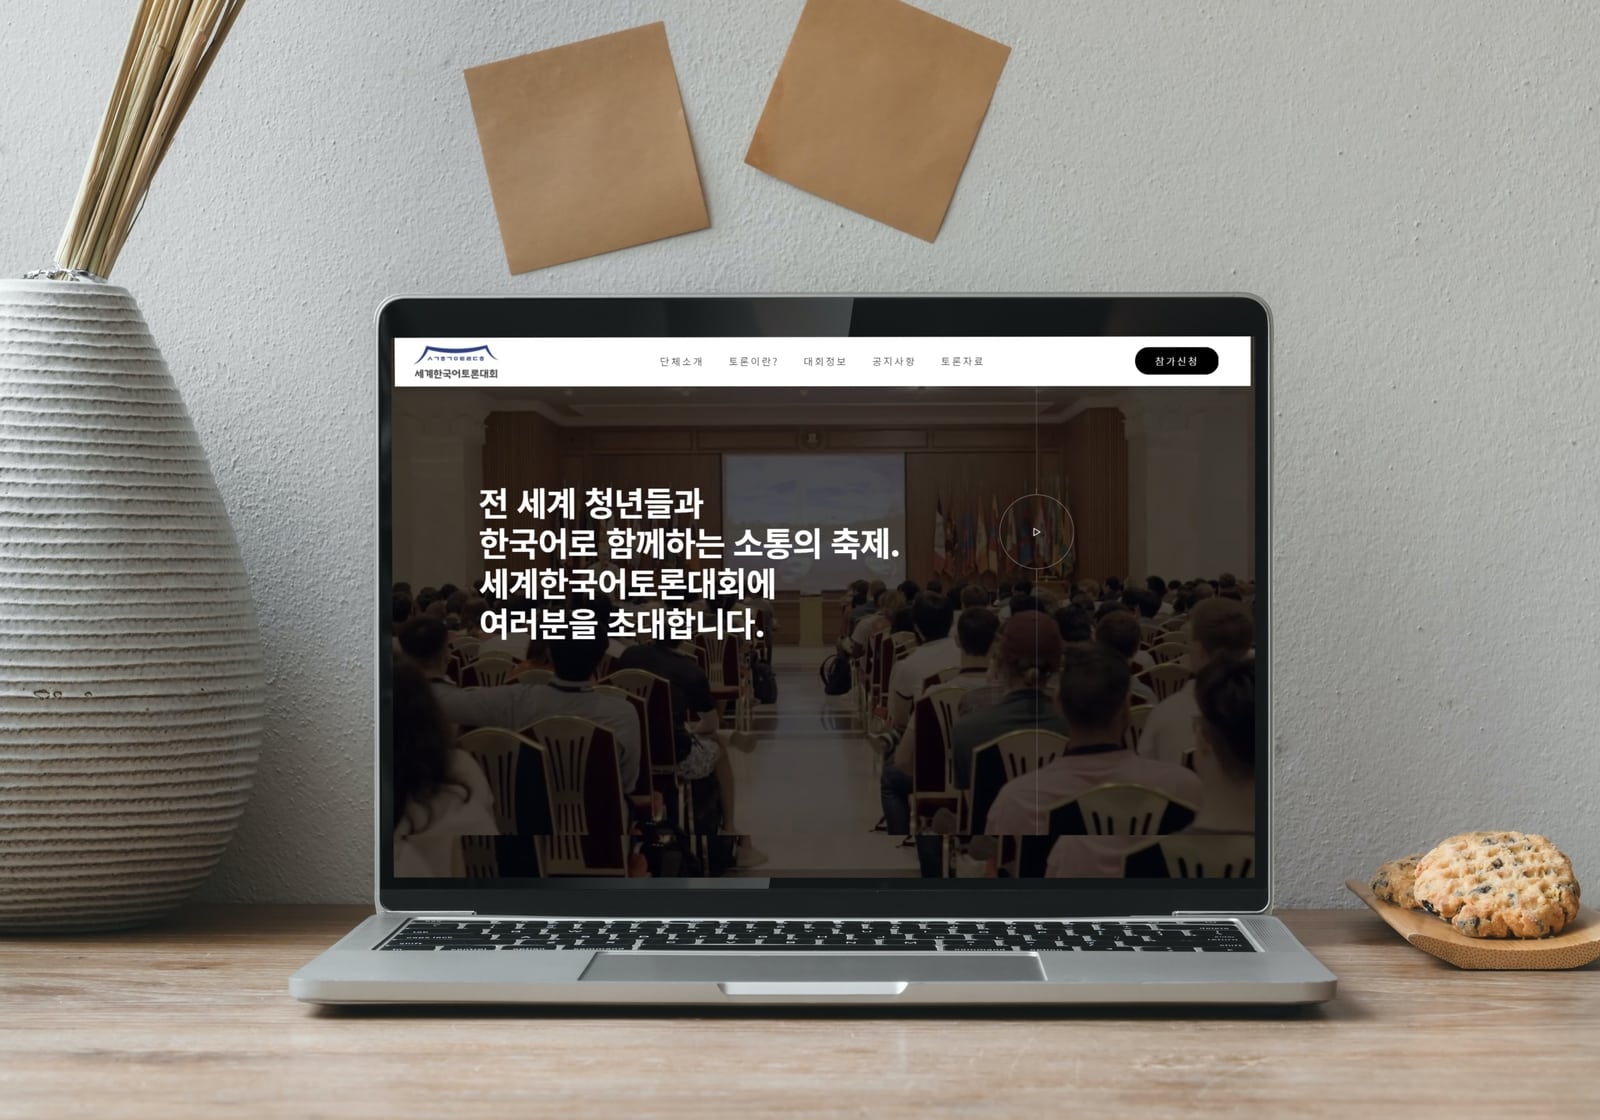 세계한국어토론대회
단체소개 토론이란? 대회정보 공지사항 토론자료
참가신청
전 세계 청년들과
한국어로 함께하는 소통의 축제.
세계한국어토론대회에
여러분을 초대합니다.